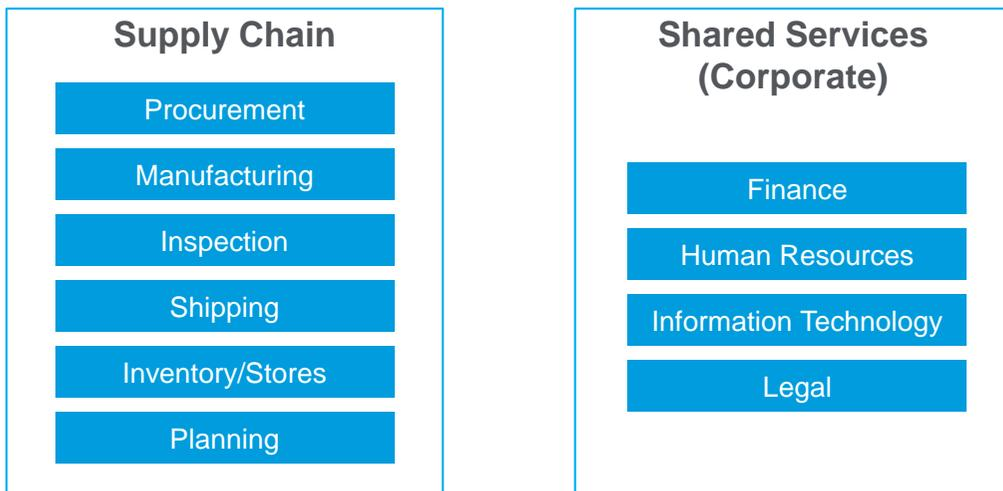 Supply Chain
Procurement
Manufacturing
Inspection
Shipping
Inventory/Stores
Planning
Shared Services
(Corporate)
Finance
Human Resources
Information Technology
Legal